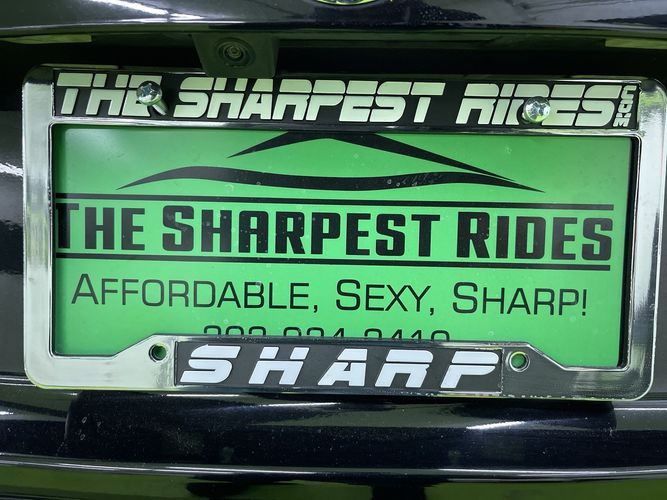 THE SHARPEST RIDES.COM
THE SHARPEST RIDES
AFFORDABLE, SEXY, SHARP!
SHARP